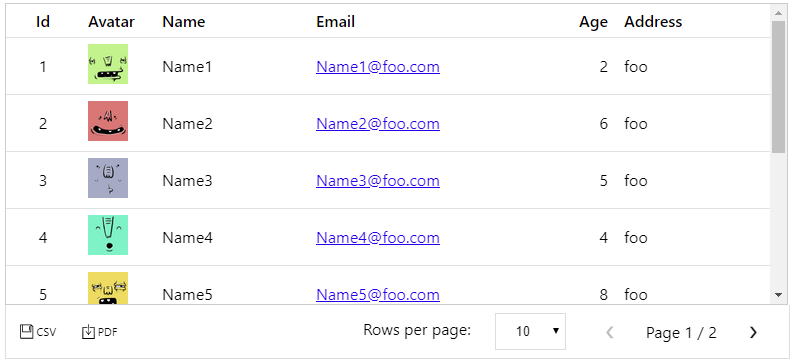 Id Avatar Name Email Age Address
1 Name1 Name1@foo.com 2 foo
2 Name2 Name2@foo.com 6 foo
3 Name3 Name3@foo.com 5 foo
4 Name4 Name4@foo.com 4 foo
5 Name5 Name5@foo.com 8 foo
CSV PDF Rows per page: 10 Page 1 / 2